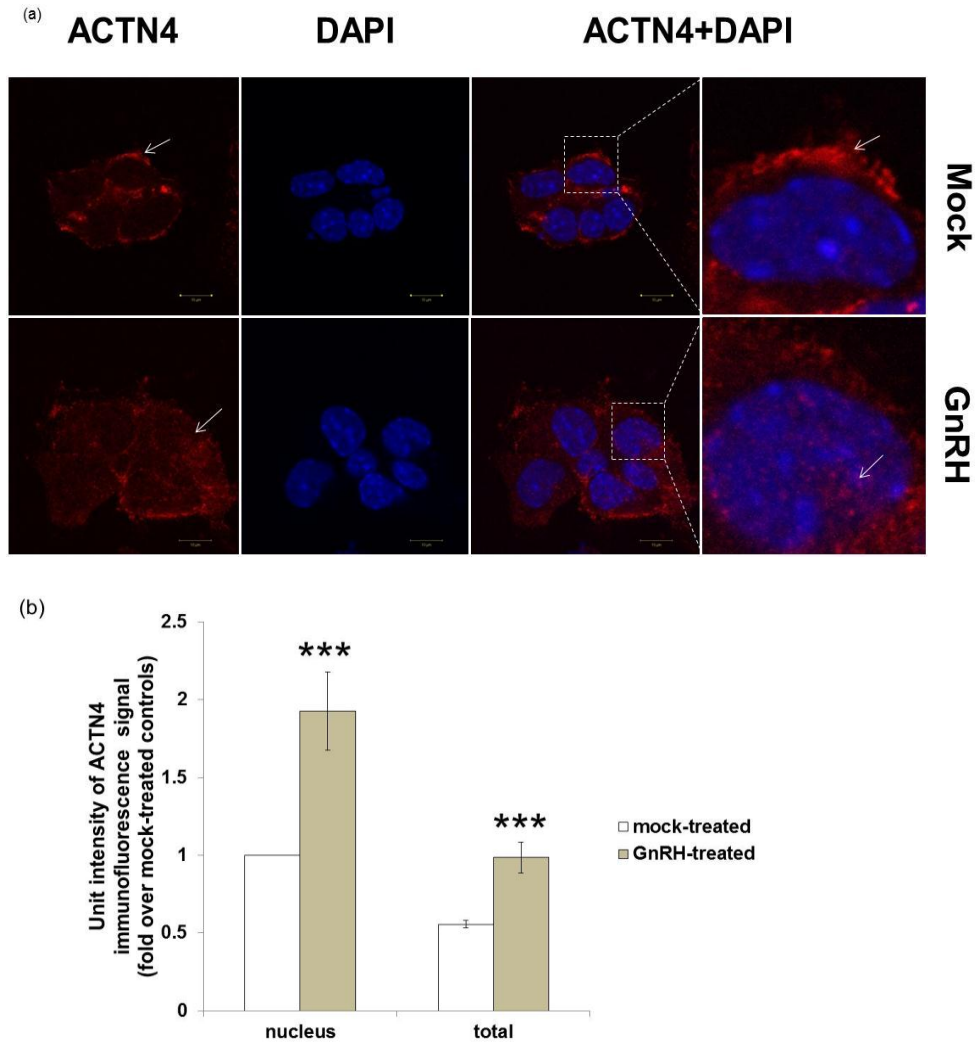 (a)
ACTN4
DAPI
ACTN4+DAPI
Mock
GnRH
(b)
Unit intensity of ACTN4
immunofluorescence signal
(fold over mock-treated controls)
2.5
2
1.5
1
0.5
0
***
***
nucleus
total
mock-treated
GnRH-treated